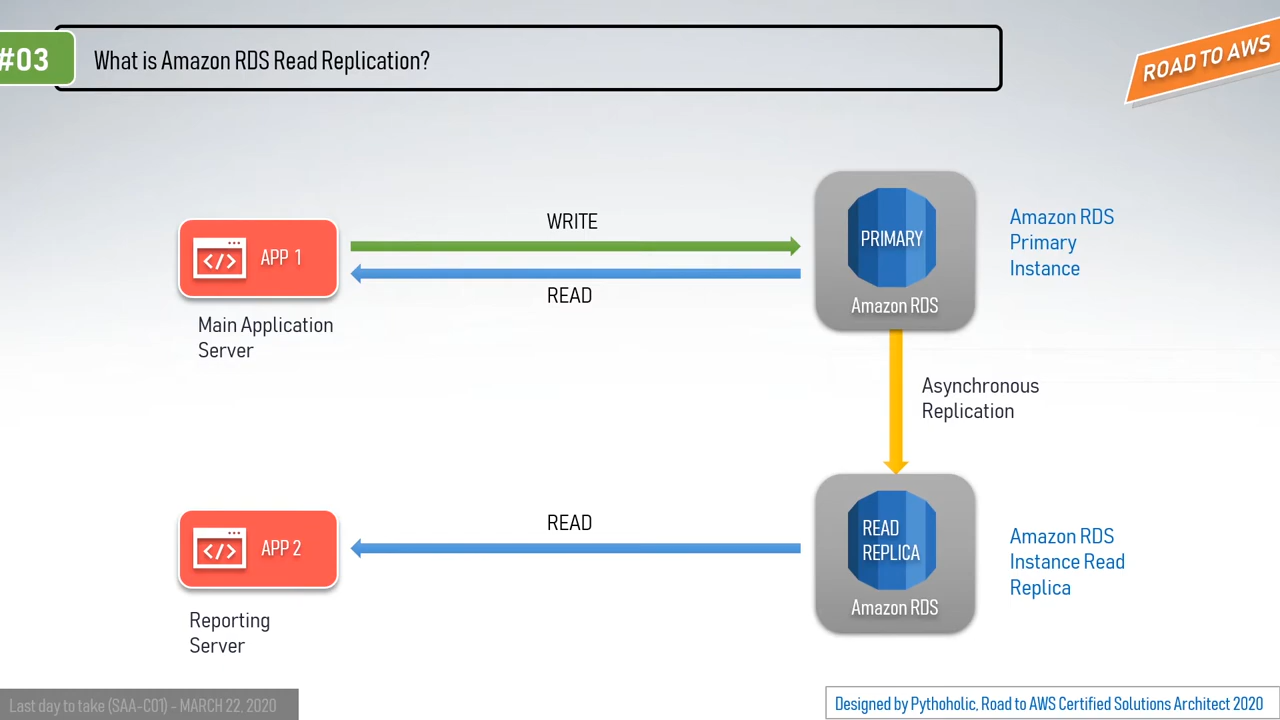 #03
What is Amazon RDS Read Replication?
ROAD TO AWS
WRITE
APP 1
READ
Main Application
Server
PRIMARY
Amazon RDS
Amazon RDS
Primary
Instance
Asynchronous
Replication
READ
APP 2
Reporting
Server
READ
REPLICA
Amazon RDS
Amazon RDS
Instance Read
Replica
Last day to take (SAA-C01) - MARCH 22, 2020
Designed by Pythoholic, Road to AWS Certified Solutions Architect 2020